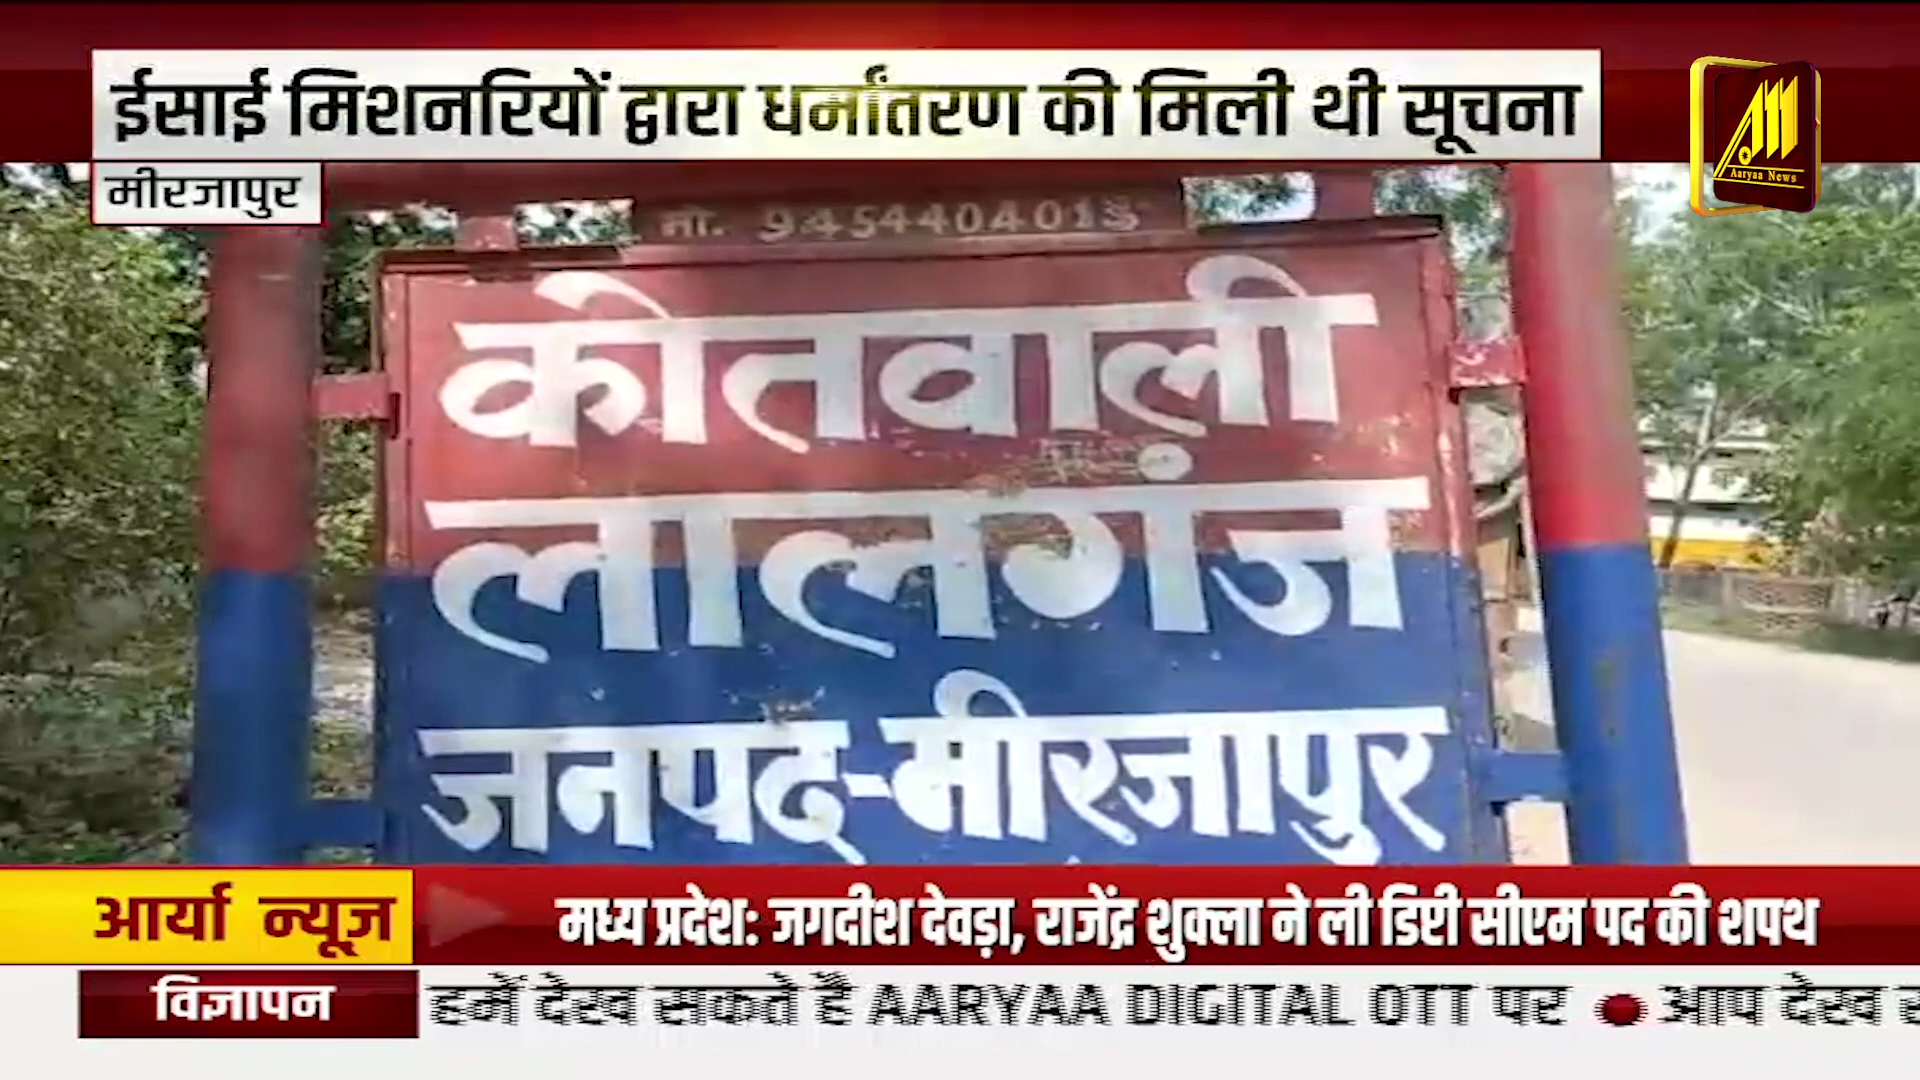 ईसाई मिशनरियों द्वारा धर्मांतरण की मिली थी सूचना
Aaryaa News
मीरजापुर
मो. 9454404013
कोतवाली
लालगंज
जनपद-मीरजापुर
आर्या न्यूज़
मध्य प्रदेश: जगदीश देवड़ा, राजेंद्र शुक्ला ने ली डिप्टी सीएम पद की शपथ
विज्ञापन
हमें देख सकते हैं AARYAA DIGITAL OTT पर ● आप देख